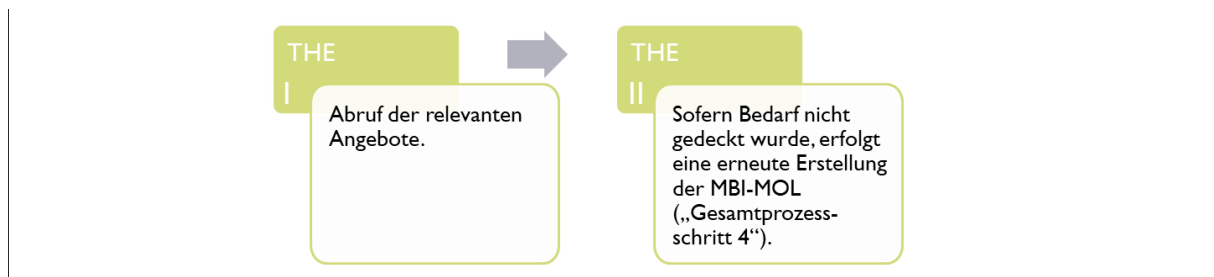 THE
I
Abruf der relevanten
Angebote.
THE
II
Sofern Bedarf nicht
gedeckt wurde, erfolgt
eine erneute Erstellung
der MBI-MOL
(„Gesamtprozess-
schritt 4“).